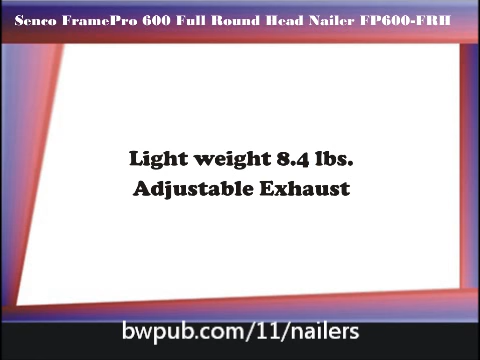 Senco FramePro 600 Full Round Head Nailer FP600-FRH
Light weight 8.4 lbs.
Adjustable Exhaust
bwpub.com/11/nailers